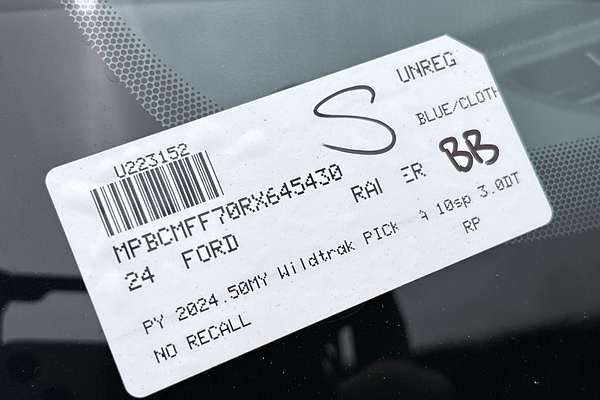 UNREG
S
BLUE/CLOTH
U223152
BB
MPBCMFF70RX645430
24 FORD
PY 2024.50MY Wildtrak 10sp 3.0DT
RP
NO RECALL